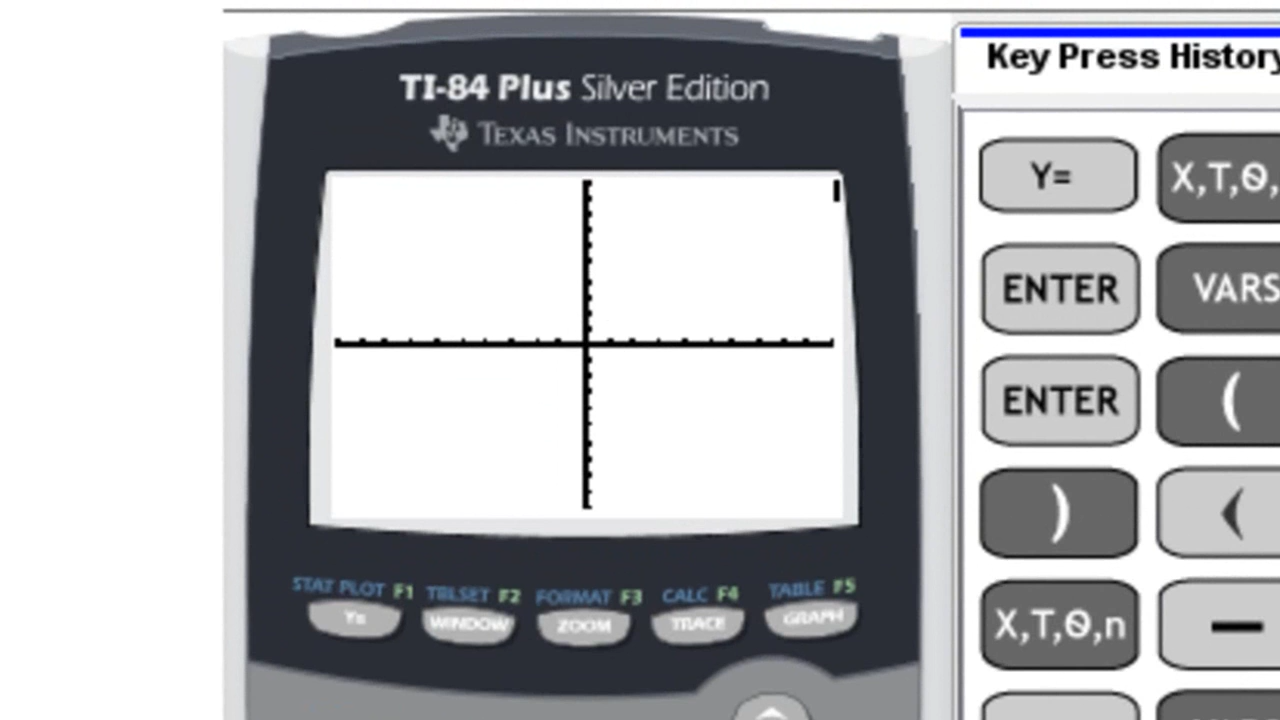 Key Press History
TI-84 Plus Silver Edition
TEXAS INSTRUMENTS
Y=
X,T,Θ,
ENTER
VARS
ENTER
(
)
X,T,Θ,n
STAT PLOT F1 TBLSET F2 FORMAT F3 CALC F4 TABLE F5
Y= WINDOW ZOOM TRACE GRAPH